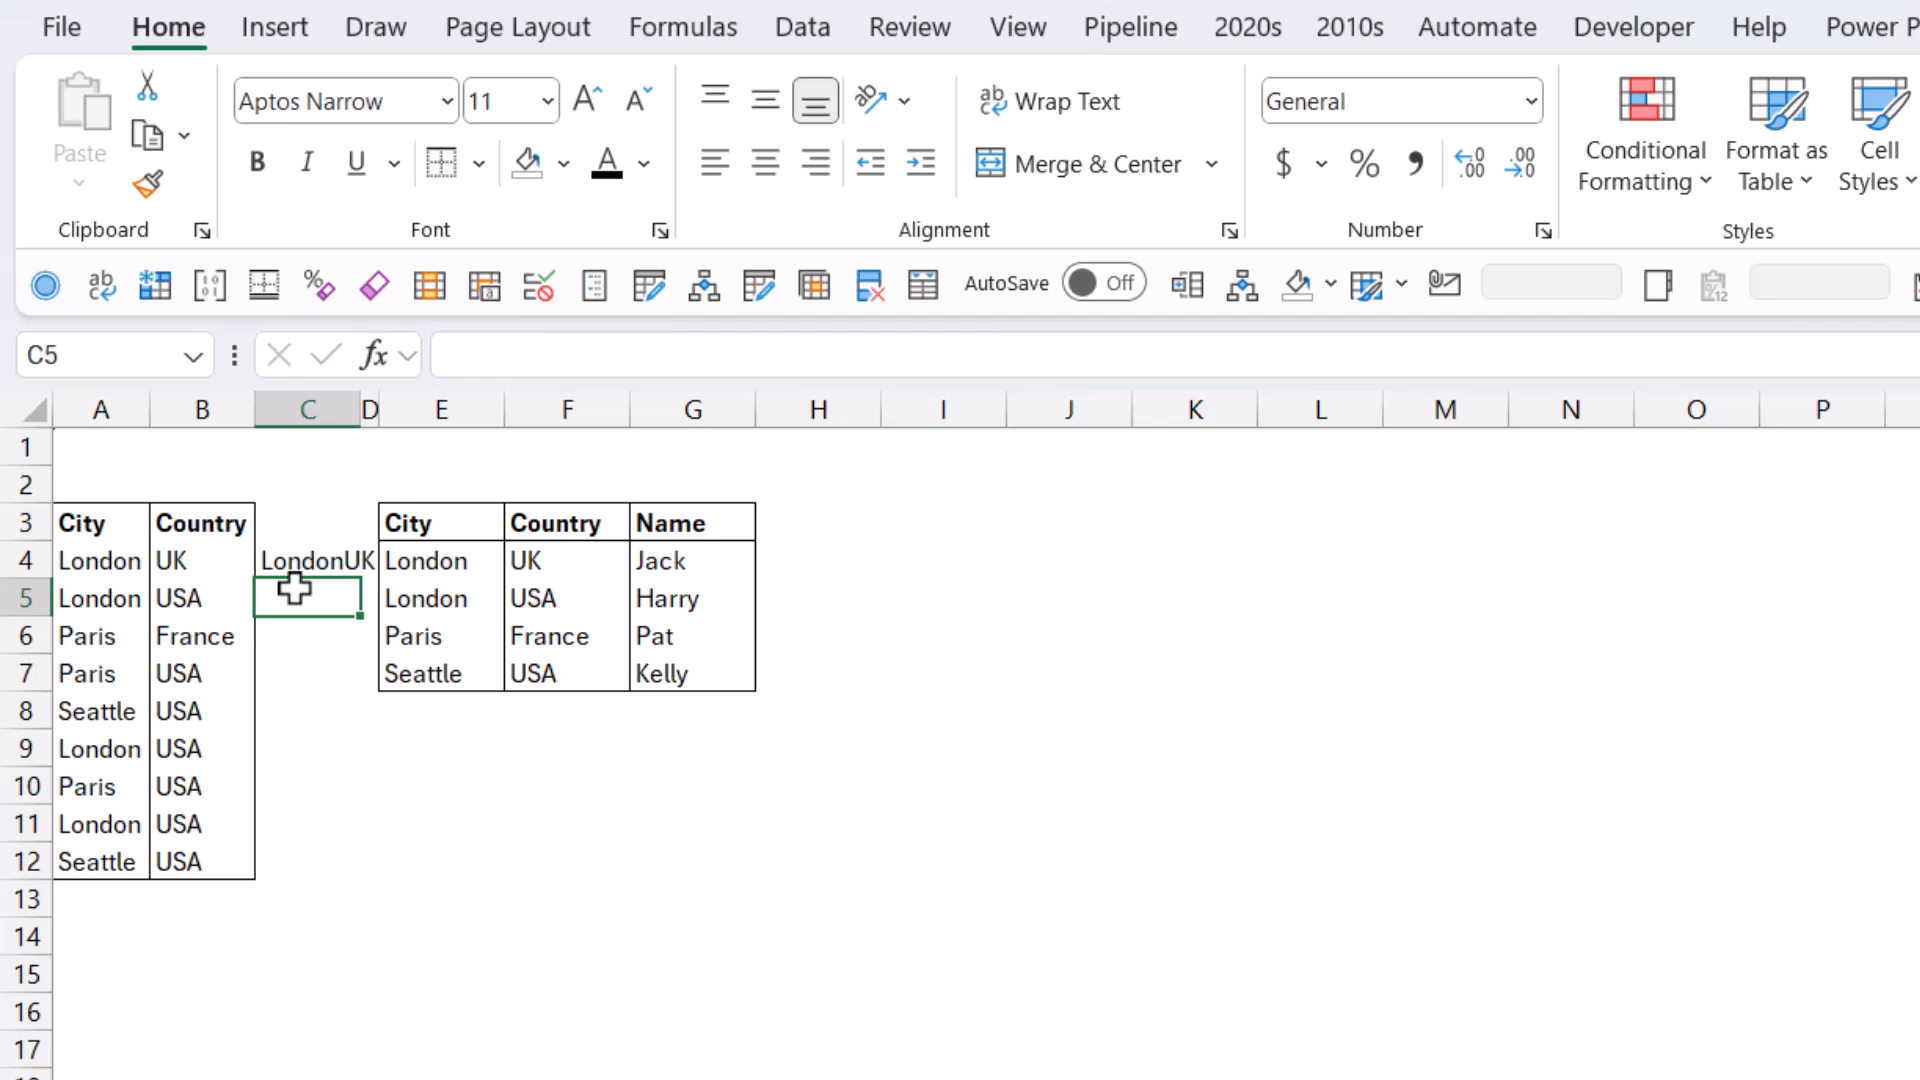 File Home Insert Draw Page Layout Formulas Data Review View Pipeline 2020s 2010s Automate Developer Help Power P
Aptos Narrow 11 A A ab Wrap Text General
Paste Conditional Format as Cell
B I U A Merge & Center $ % , .00 Formatting Table Styles
Clipboard Font Alignment Number Styles
AutoSave Off
C5 fx
A B C D E F G H I J K L M N O P
1
2
3 City Country City Country Name
4 London UK LondonUK London UK Jack
5 London USA London USA Harry
6 Paris France Paris France Pat
7 Paris USA Seattle USA Kelly
8 Seattle USA
9 London USA
10 Paris USA
11 London USA
12 Seattle USA
13
14
15
16
17